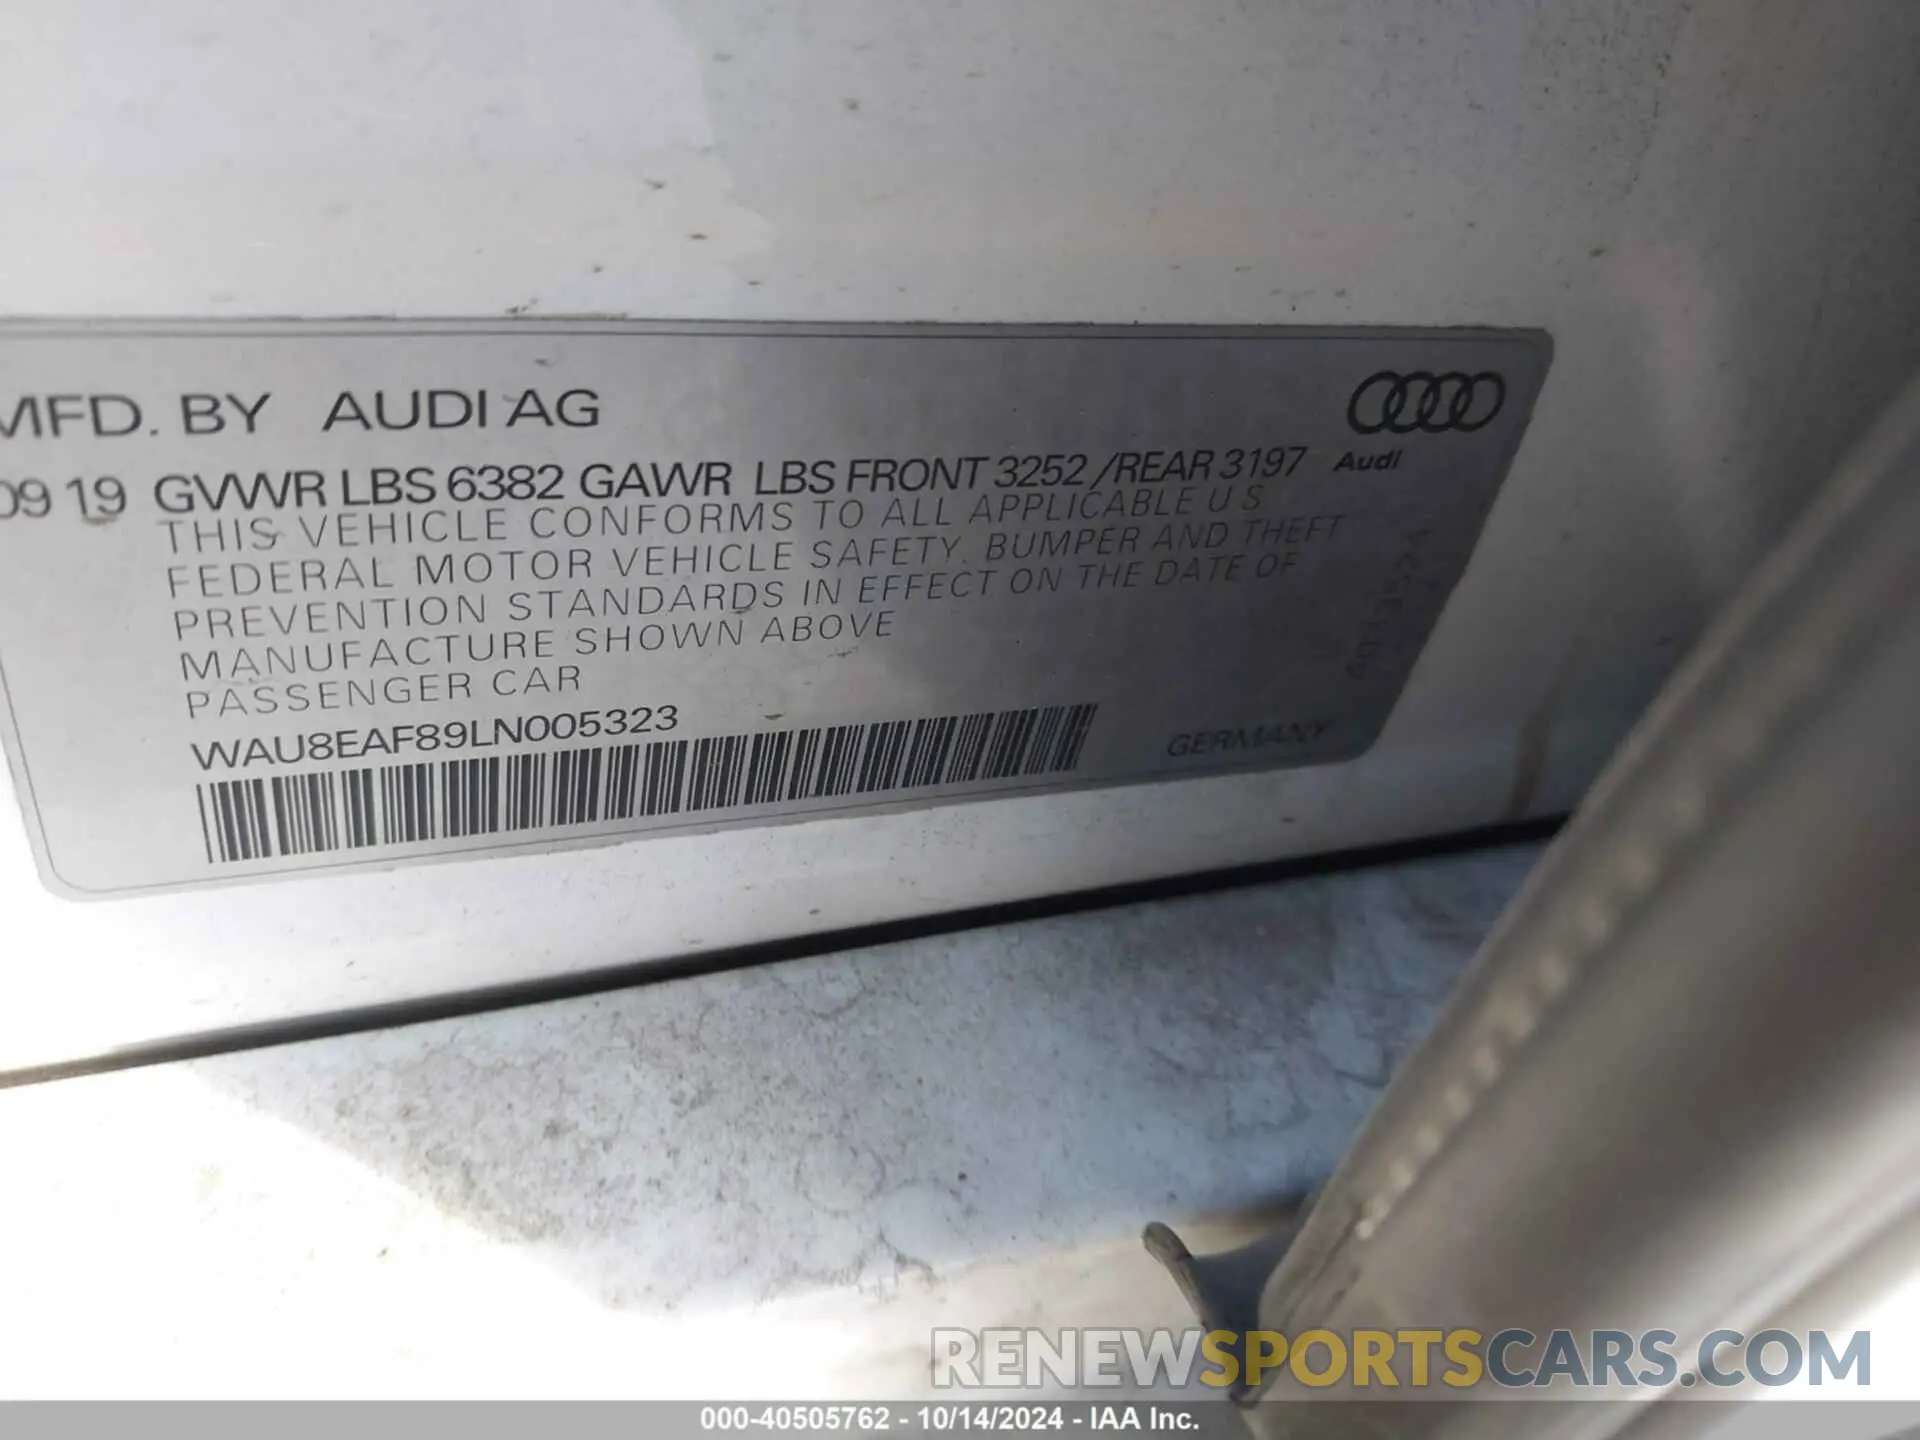 MFD. BY AUDI AG
09 19 GVWR LBS 6382 GAWR LBS FRONT 3252 /REAR 3197
Audi
THIS VEHICLE CONFORMS TO ALL APPLICABLE U S
FEDERAL MOTOR VEHICLE SAFETY. BUMPER AND THEFT
PREVENTION STANDARDS IN EFFECT ON THE DATE OF
MANUFACTURE SHOWN ABOVE
PASSENGER CAR
WAU8EAF89LN005323
GERMANY
RENEWSPORTSCARS.COM
000-40505762 - 10/14/2024 - IAA Inc.